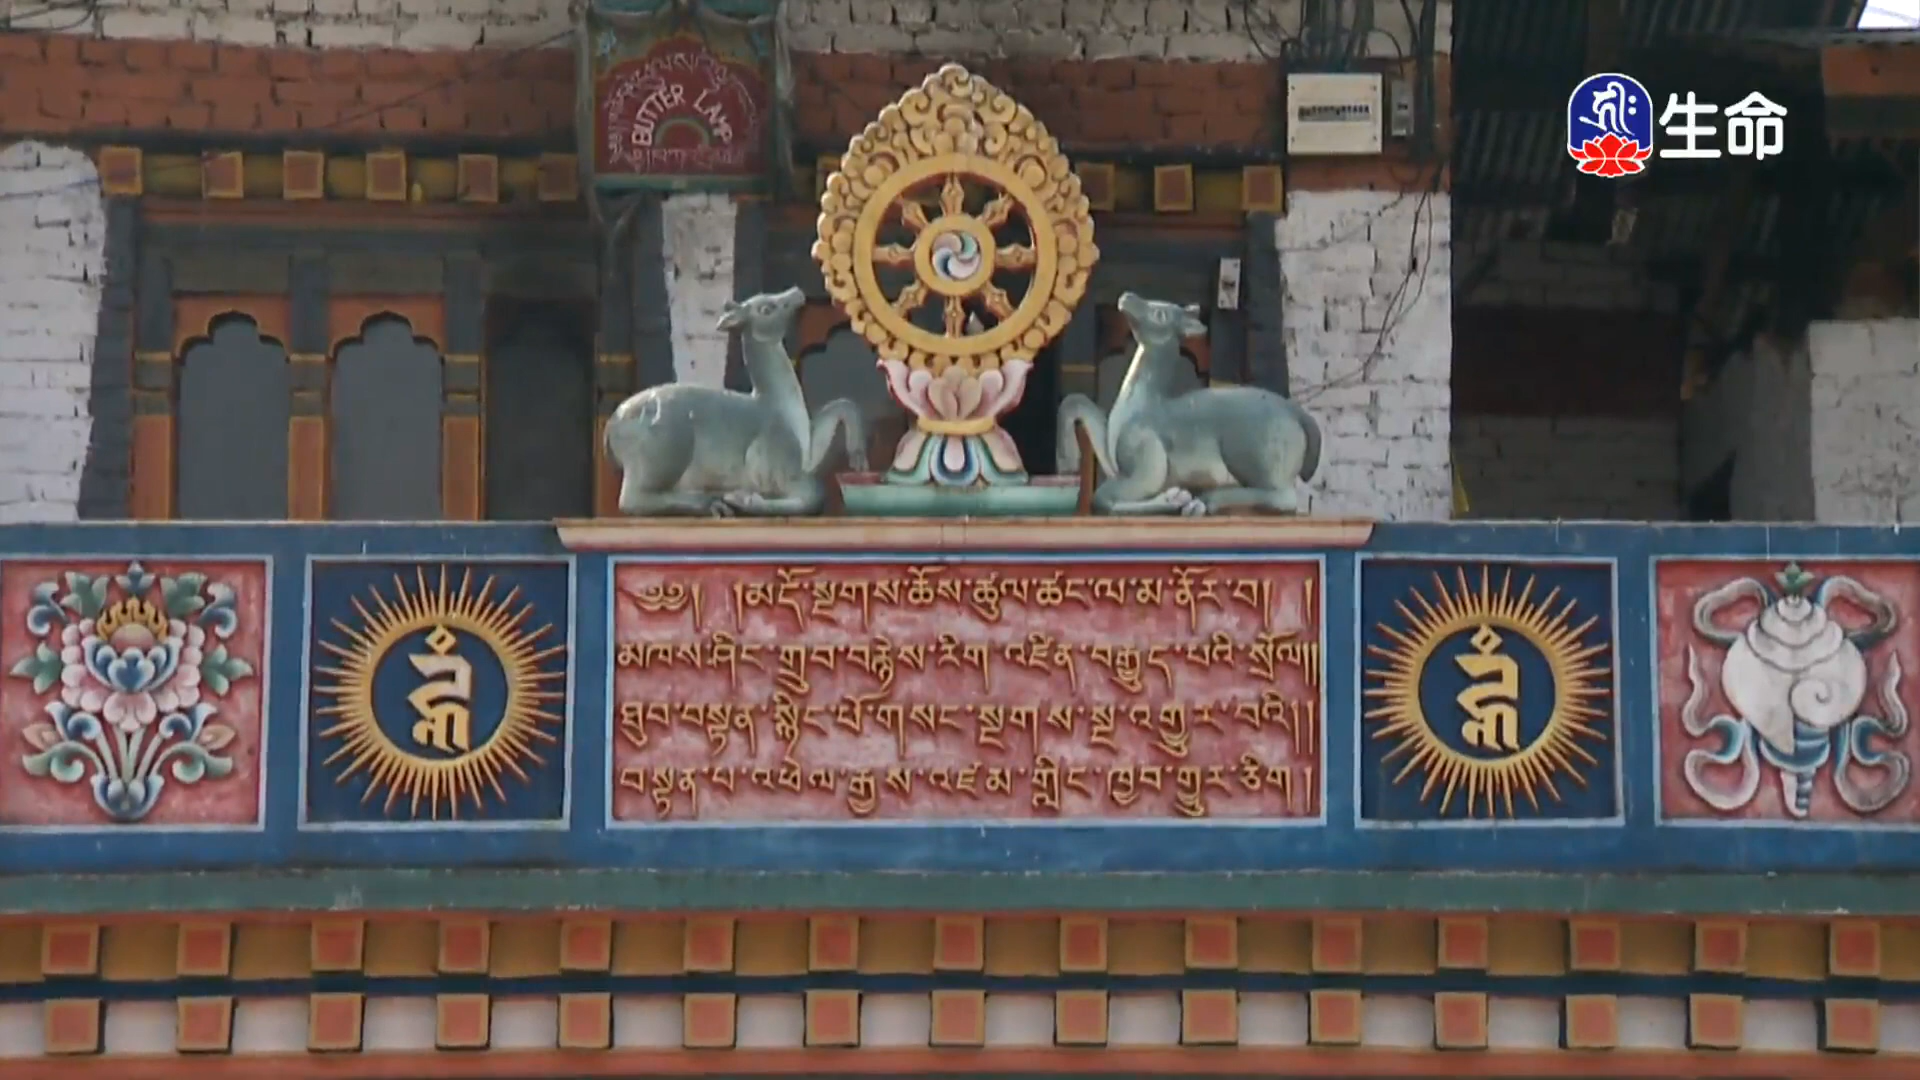 BUTTER LAMP
生命
༄༅། །མདོ་སྔགས་ཆོས་ཚུལ་ཚང་ལ་མ་ནོར་བ། །
མཁས་ཤིང་གྲུབ་བརྙེས་རིག་འཛིན་བརྒྱུད་པའི་སྲོལ།།
ཐུབ་བསྟན་སྙིང་པོ་གསང་སྔགས་སྔ་འགྱུར་བའི།།
བསྟན་པ་འཕེལ་རྒྱས་འཛམ་གླིང་ཁྱབ་གྱུར་ཅིག །